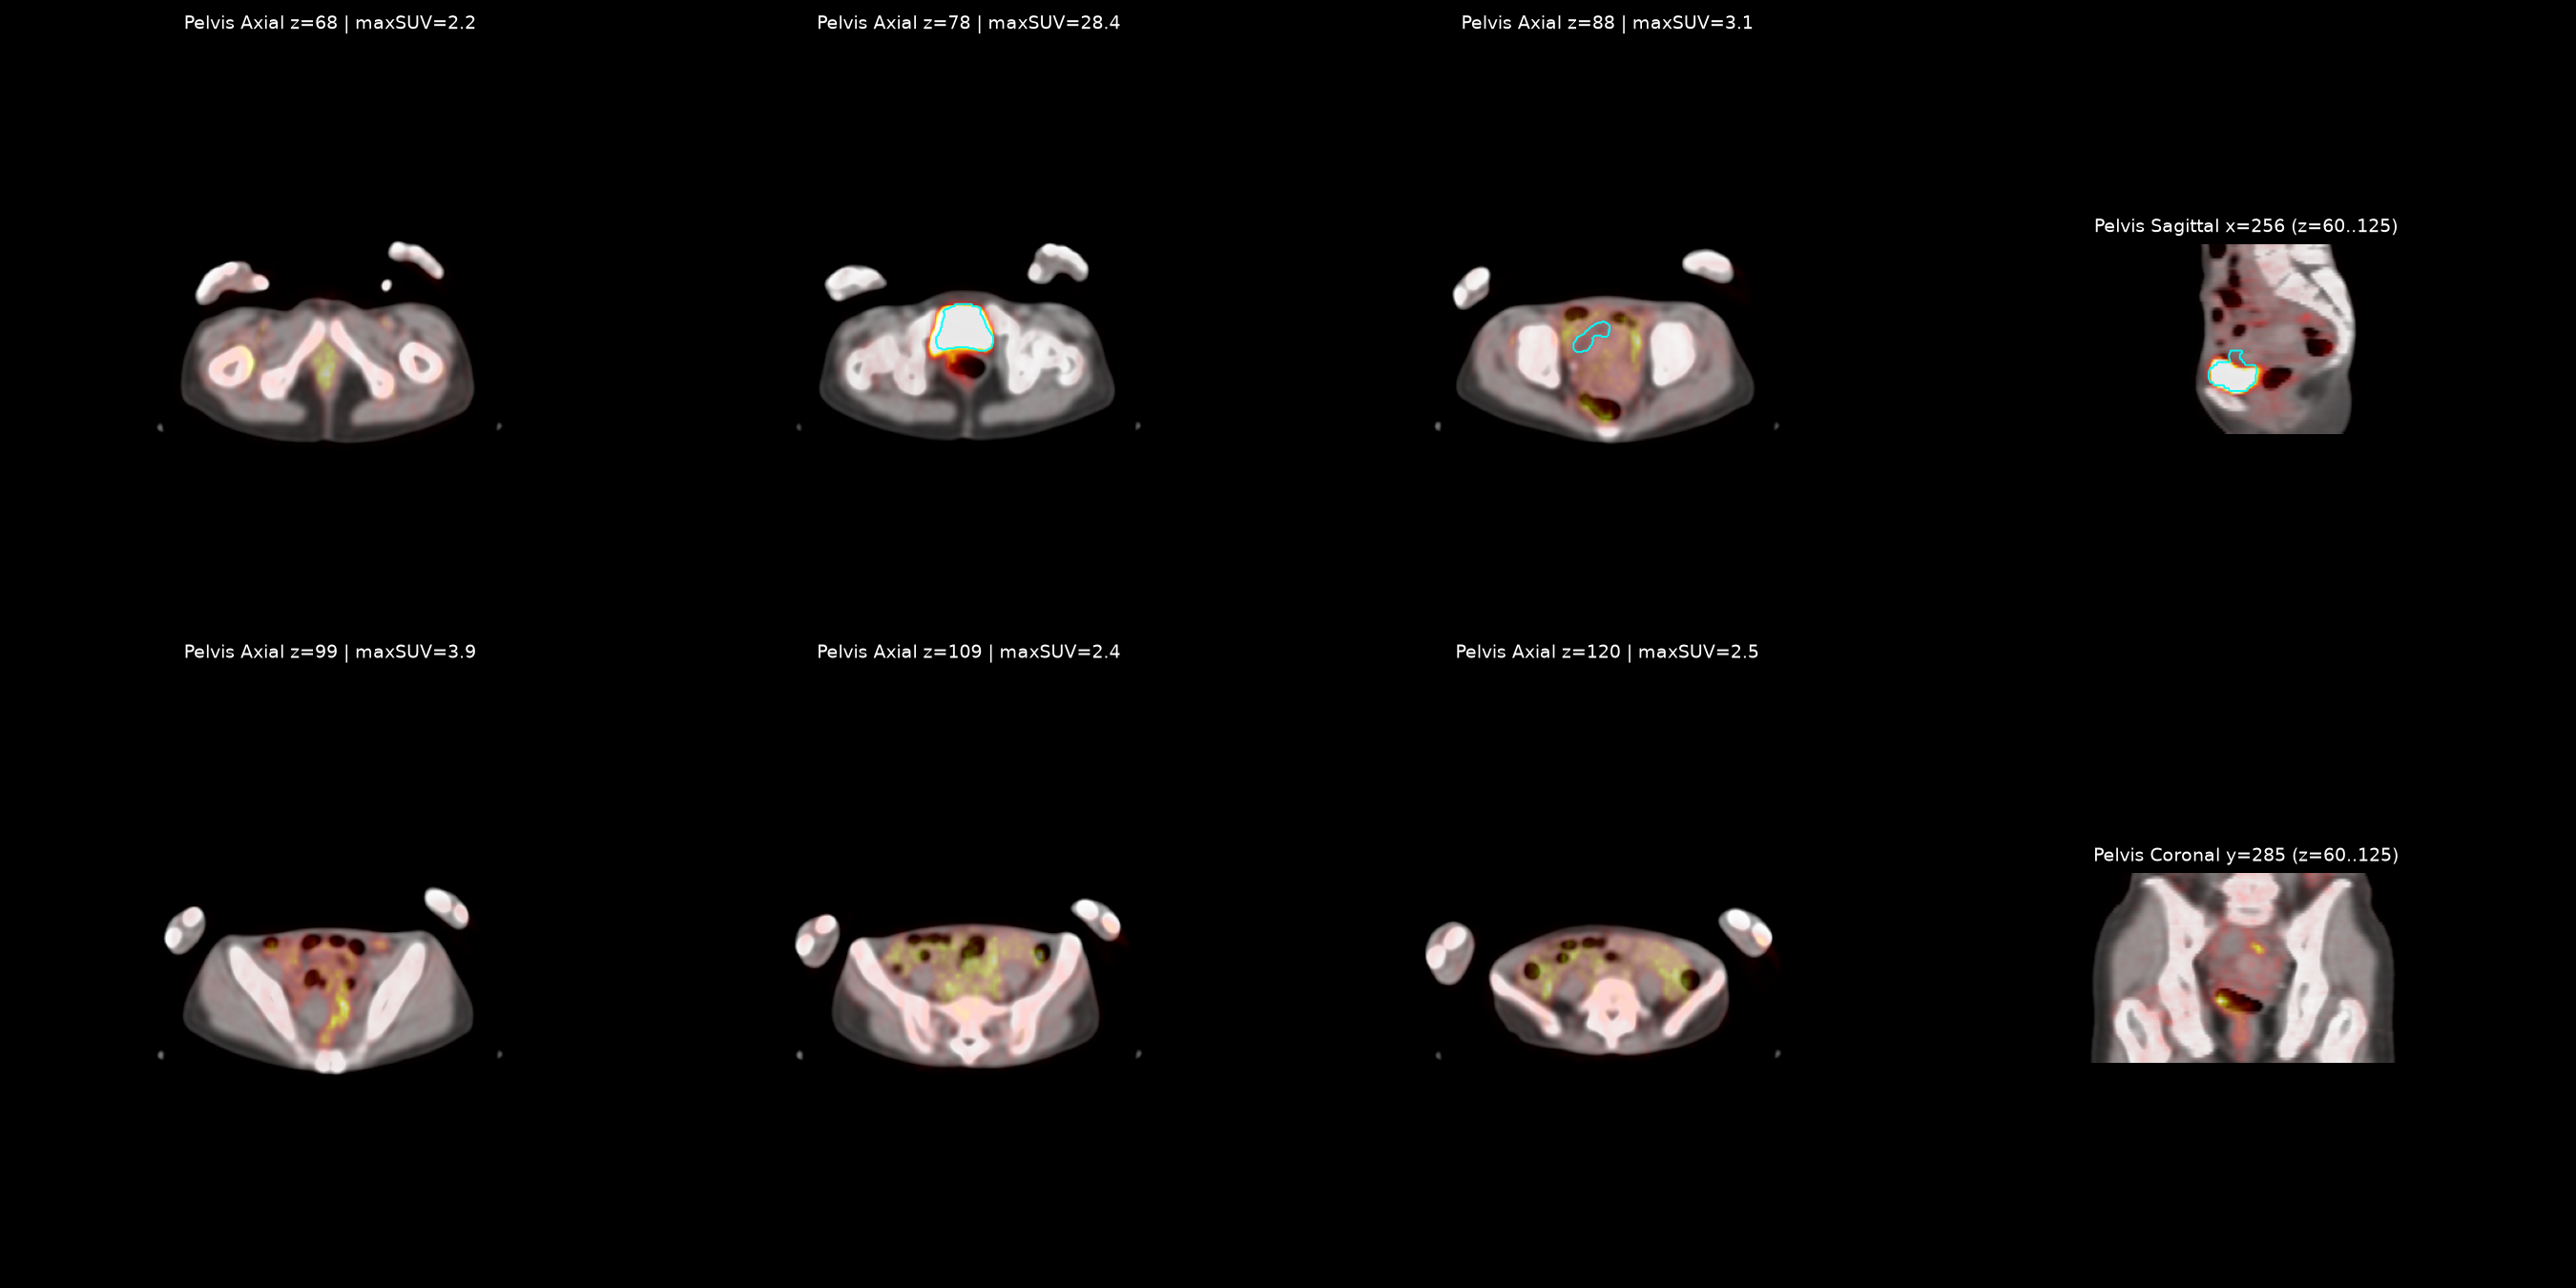 Pelvis Axial z=68 | maxSUV=2.2
Pelvis Axial z=78 | maxSUV=28.4
Pelvis Axial z=88 | maxSUV=3.1
Pelvis Sagittal x=256 (z=60..125)
Pelvis Axial z=99 | maxSUV=3.9
Pelvis Axial z=109 | maxSUV=2.4
Pelvis Axial z=120 | maxSUV=2.5
Pelvis Coronal y=285 (z=60..125)